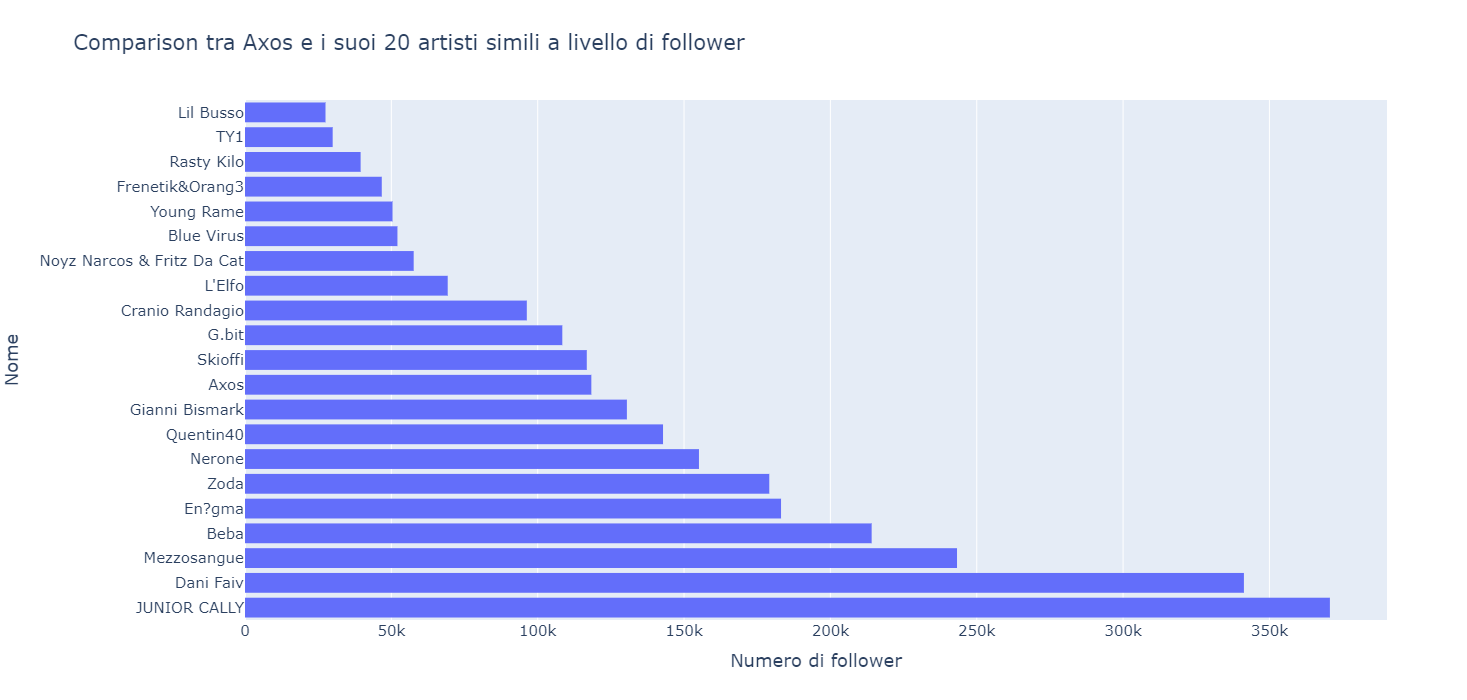 Comparison tra Axos e i suoi 20 artisti simili a livello di follower
Nome
Lil Busso
TY1
Rasty Kilo
Frenetik&Orang3
Young Rame
Blue Virus
Noyz Narcos & Fritz Da Cat
L'Elfo
Cranio Randagio
G.bit
Skioffi
Axos
Gianni Bismark
Quentin40
Nerone
Zoda
En?gma
Beba
Mezzosangue
Dani Faiv
JUNIOR CALLY
0 50k 100k 150k 200k 250k 300k 350k
Numero di follower